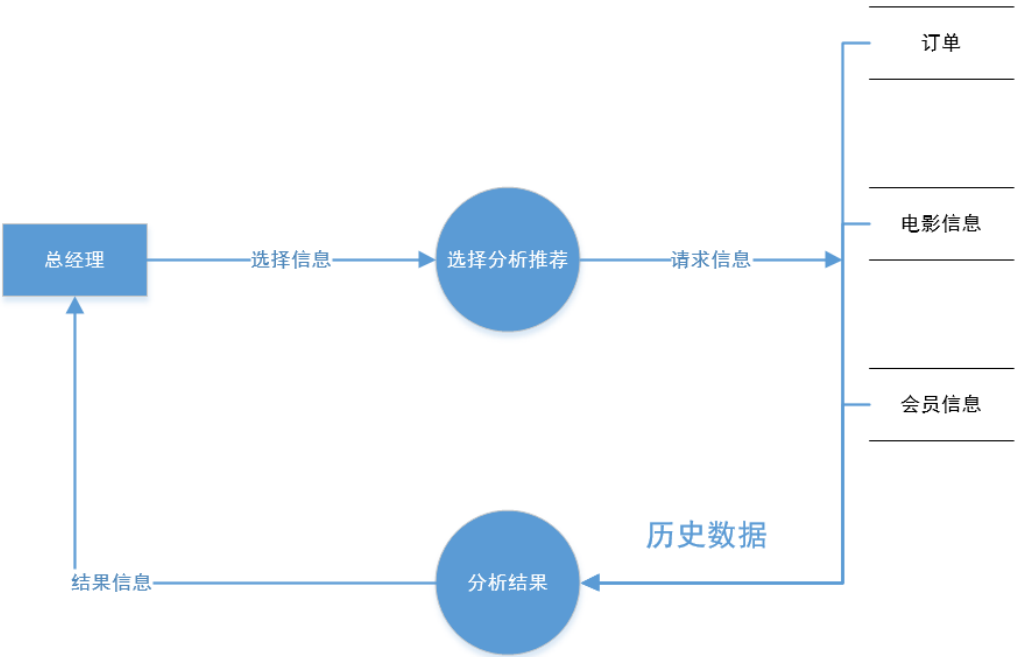 订单
电影信息
总经理
选择信息
选择分析推荐
请求信息
会员信息
历史数据
结果信息
分析结果